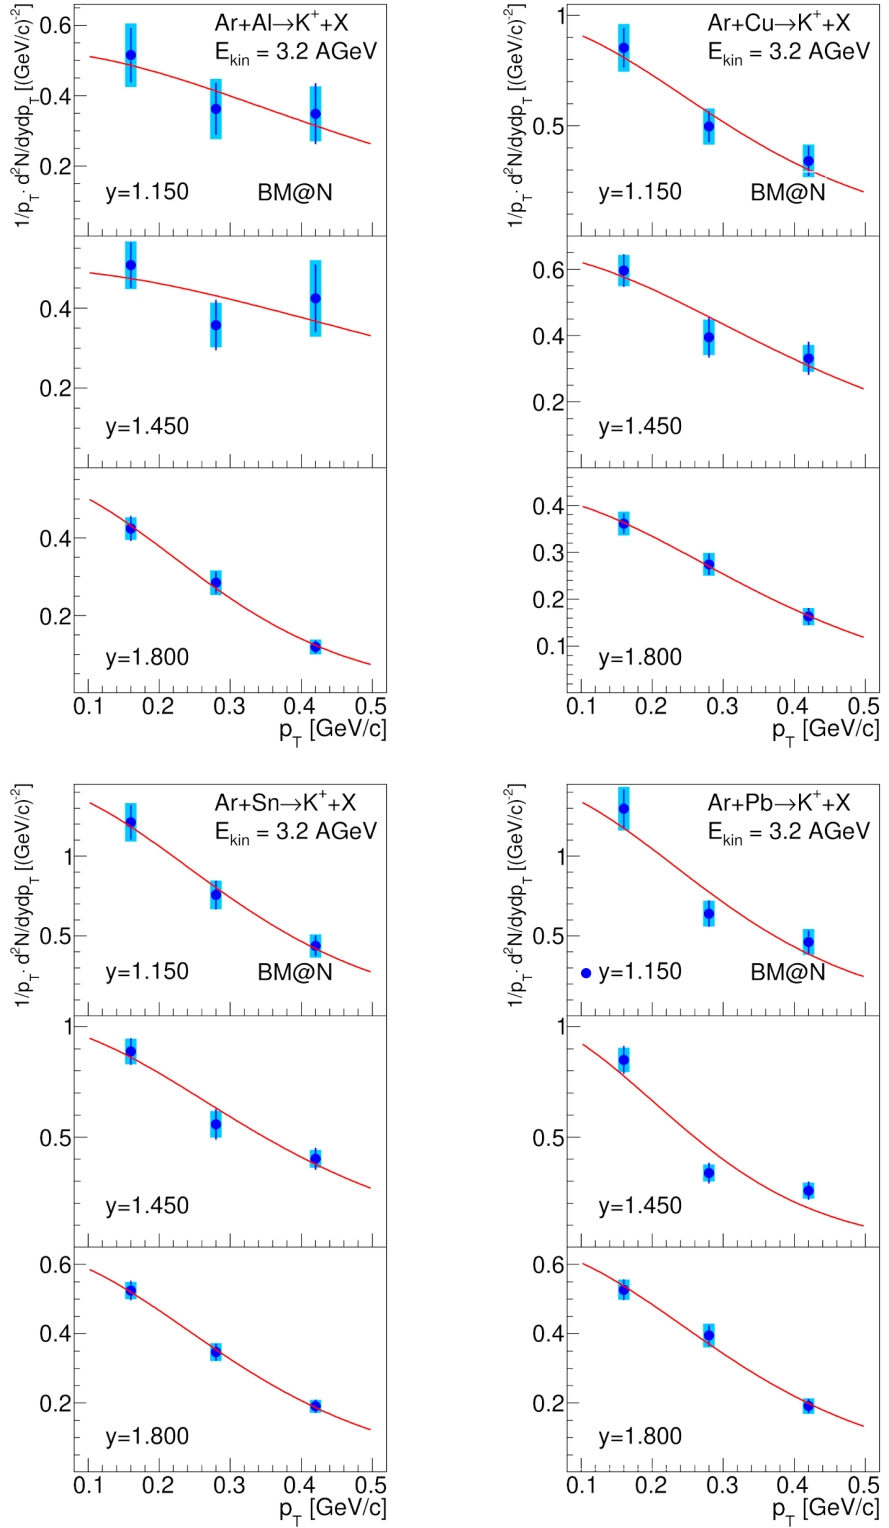 Ar+Al→K⁺+X
E_kin = 3.2 AGeV
1/p_T· d²N/dydp_T [(GeV/c)⁻²]
0.6
0.4
0.2
y=1.150 BM@N
0.4
0.2
y=1.450
0.4
0.2
y=1.800
0.1 0.2 0.3 0.4 0.5
p_T [GeV/c]
Ar+Cu→K⁺+X
E_kin = 3.2 AGeV
1/p_T· d²N/dydp_T [(GeV/c)⁻²]
1
0.5
y=1.150 BM@N
0.6
0.4
0.2
y=1.450
0.4
0.3
0.2
0.1
y=1.800
0.1 0.2 0.3 0.4 0.5
p_T [GeV/c]
Ar+Sn→K⁺+X
E_kin = 3.2 AGeV
1/p_T· d²N/dydp_T [(GeV/c)⁻²]
1
0.5
y=1.150 BM@N
1
0.5
y=1.450
0.6
0.4
0.2
y=1.800
0.1 0.2 0.3 0.4 0.5
p_T [GeV/c]
Ar+Pb→K⁺+X
E_kin = 3.2 AGeV
1/p_T· d²N/dydp_T [(GeV/c)⁻²]
1
0.5
y=1.150 BM@N
1
0.5
y=1.450
0.6
0.4
0.2
y=1.800
0.1 0.2 0.3 0.4 0.5
p_T [GeV/c]